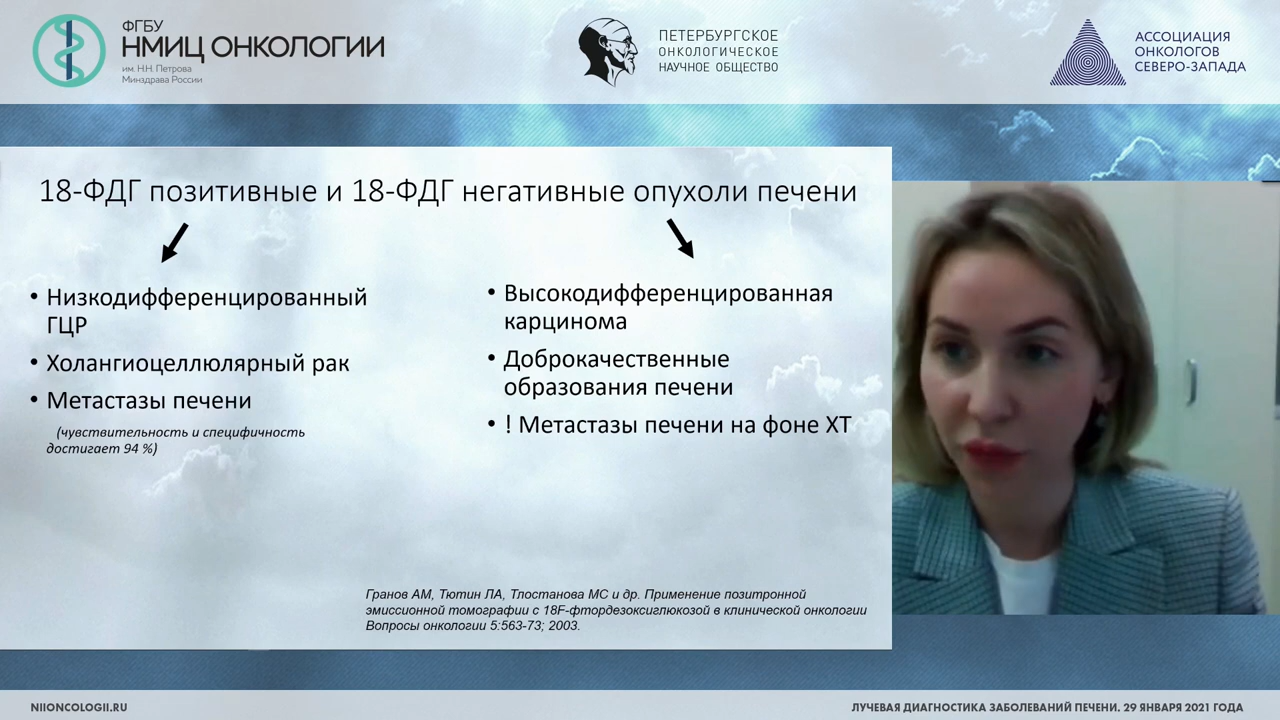 ФГБУ
НМИЦ ОНКОЛОГИИ
им. Н.Н. Петрова
Минздрава России
ПЕТЕРБУРГСКОЕ
ОНКОЛОГИЧЕСКОЕ
НАУЧНОЕ ОБЩЕСТВО
АССОЦИАЦИЯ
ОНКОЛОГОВ
СЕВЕРО-ЗАПАДА
18-ФДГ позитивные и 18-ФДГ негативные опухоли печени
• Низкодифференцированный
ГЦР
• Холангиоцеллюлярный рак
• Метастазы печени
(чувствительность и специфичность
достигает 94 %)
• Высокодифференцированная
карцинома
• Доброкачественные
образования печени
• ! Метастазы печени на фоне ХТ
Гранов АМ, Тютин ЛА, Тлостанова МС и др. Применение позитронной
эмиссионной томографии с 18F-фтордезоксиглюкозой в клинической онкологии
Вопросы онкологии 5:563-73; 2003.
NIIONCOLOGII.RU
ЛУЧЕВАЯ ДИАГНОСТИКА ЗАБОЛЕВАНИЙ ПЕЧЕНИ. 29 ЯНВАРЯ 2021 ГОДА